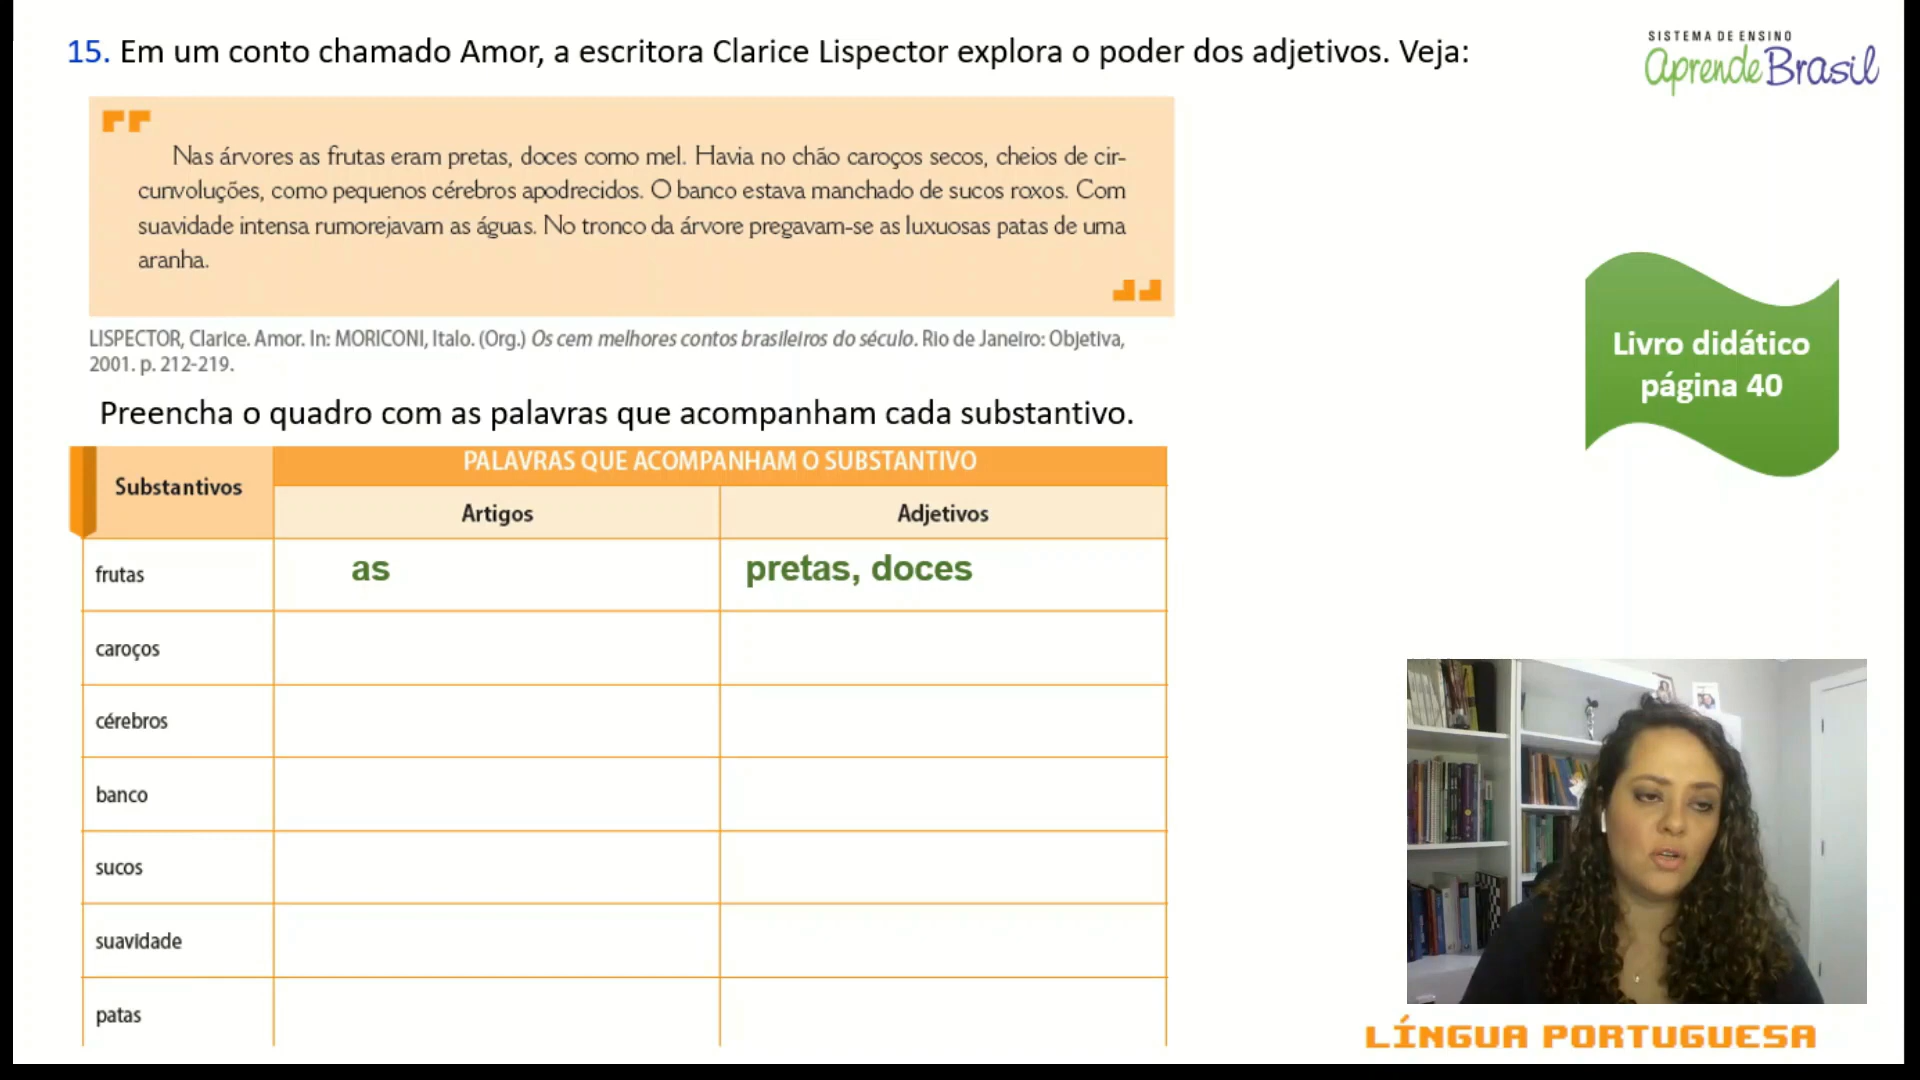 15. Em um conto chamado Amor, a escritora Clarice Lispector explora o poder dos adjetivos. Veja:
SISTEMA DE ENSINO
aprende Brasil
Nas árvores as frutas eram pretas, doces como mel. Havia no chão caroços secos, cheios de cir-
cunvoluções, como pequenos cérebros apodrecidos. O banco estava manchado de sucos roxos. Com
suavidade intensa rumorejavam as águas. No tronco da árvore pregavam-se as luxuosas patas de uma
aranha.
LISPECTOR, Clarice. Amor. In: MORICONI, Italo. (Org.) Os cem melhores contos brasileiros do século. Rio de Janeiro: Objetiva,
2001. p. 212-219.
Livro didático
página 40
Preencha o quadro com as palavras que acompanham cada substantivo.
Substantivos
PALAVRAS QUE ACOMPANHAM O SUBSTANTIVO
Artigos Adjetivos
frutas as pretas, doces
caroços
cérebros
banco
sucos
suavidade
patas
LÍNGUA PORTUGUESA